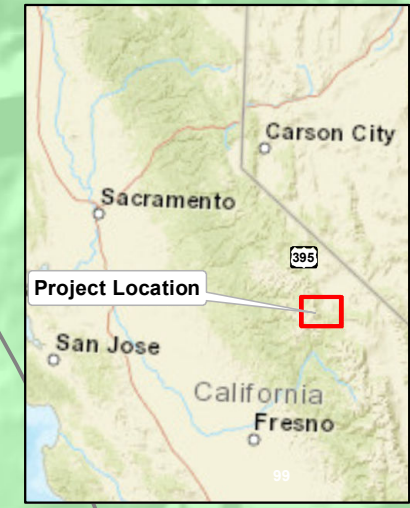 Carson City
Sacramento
395
Project Location
San Jose
California
Fresno
99